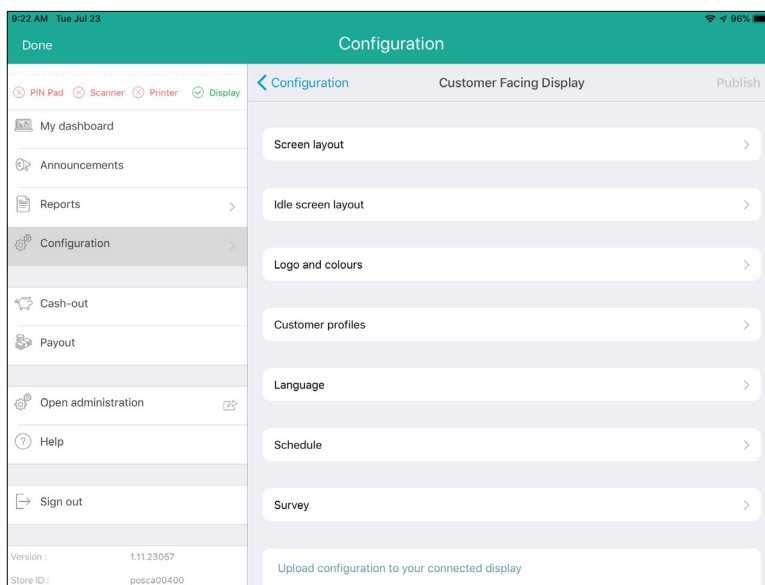 9:22 AM Tue Jul 23
96%
Done
Configuration
PIN Pad Scanner Printer Display
My dashboard
Announcements
Reports
Configuration
Cash-out
Payout
Open administration
Help
Sign out
Version : 1.11.23057
Store ID : posca00400
Configuration Customer Facing Display Publish
Screen layout
Idle screen layout
Logo and colours
Customer profiles
Language
Schedule
Survey
Upload configuration to your connected display